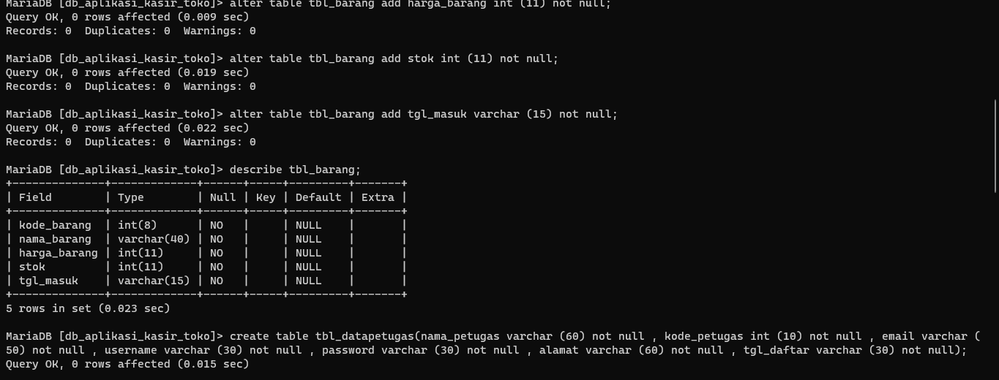 MariaDB [db_aplikasi_kasir_toko]> alter table tbl_barang add harga_barang int (11) not null;
Query OK, 0 rows affected (0.009 sec)
Records: 0  Duplicates: 0  Warnings: 0

MariaDB [db_aplikasi_kasir_toko]> alter table tbl_barang add stok int (11) not null;
Query OK, 0 rows affected (0.019 sec)
Records: 0  Duplicates: 0  Warnings: 0

MariaDB [db_aplikasi_kasir_toko]> alter table tbl_barang add tgl_masuk varchar (15) not null;
Query OK, 0 rows affected (0.022 sec)
Records: 0  Duplicates: 0  Warnings: 0

MariaDB [db_aplikasi_kasir_toko]> describe tbl_barang;
+--------------+-------------+------+-----+---------+-------+
| Field        | Type        | Null | Key | Default | Extra |
+--------------+-------------+------+-----+---------+-------+
| kode_barang  | int(8)      | NO   |     | NULL    |       |
| nama_barang  | varchar(40) | NO   |     | NULL    |       |
| harga_barang | int(11)     | NO   |     | NULL    |       |
| stok         | int(11)     | NO   |     | NULL    |       |
| tgl_masuk    | varchar(15) | NO   |     | NULL    |       |
+--------------+-------------+------+-----+---------+-------+
5 rows in set (0.023 sec)

MariaDB [db_aplikasi_kasir_toko]> create table tbl_datapetugas(nama_petugas varchar (60) not null , kode_petugas int (10) not null , email varchar (
50) not null , username varchar (30) not null , password varchar (30) not null , alamat varchar (60) not null , tgl_daftar varchar (30) not null);
Query OK, 0 rows affected (0.015 sec)